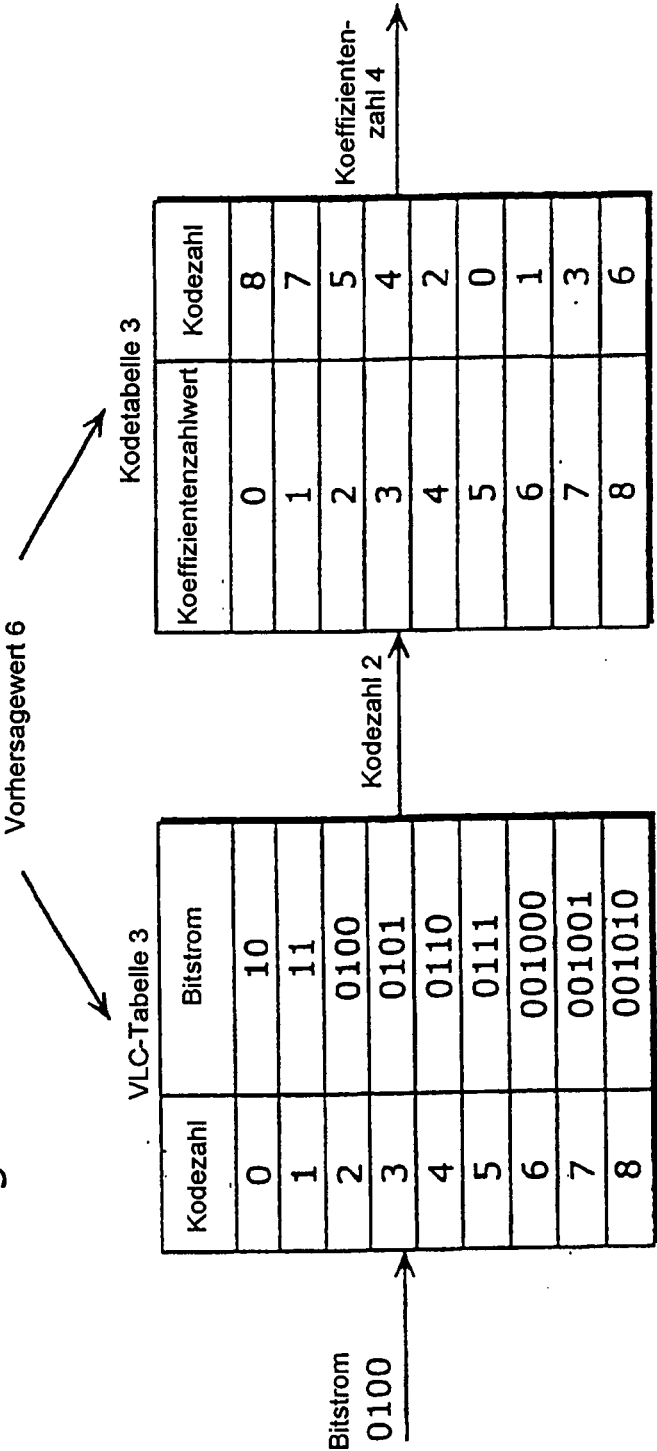 Vorhersagewert 6
VLC-Tabelle 3
Kodezahl Bitstrom
0 10
1 11
2 0100
3 0101
4 0110
5 0111
6 001000
7 001001
8 001010
Bitstrom
0100
Kodezahl 2
Kodetabelle 3
Koeffizientenzahlwert Kodezahl
0 8
1 7
2 5
3 4
4 2
5 0
6 1
7 3
8 6
Koeffizienten-
zahl 4